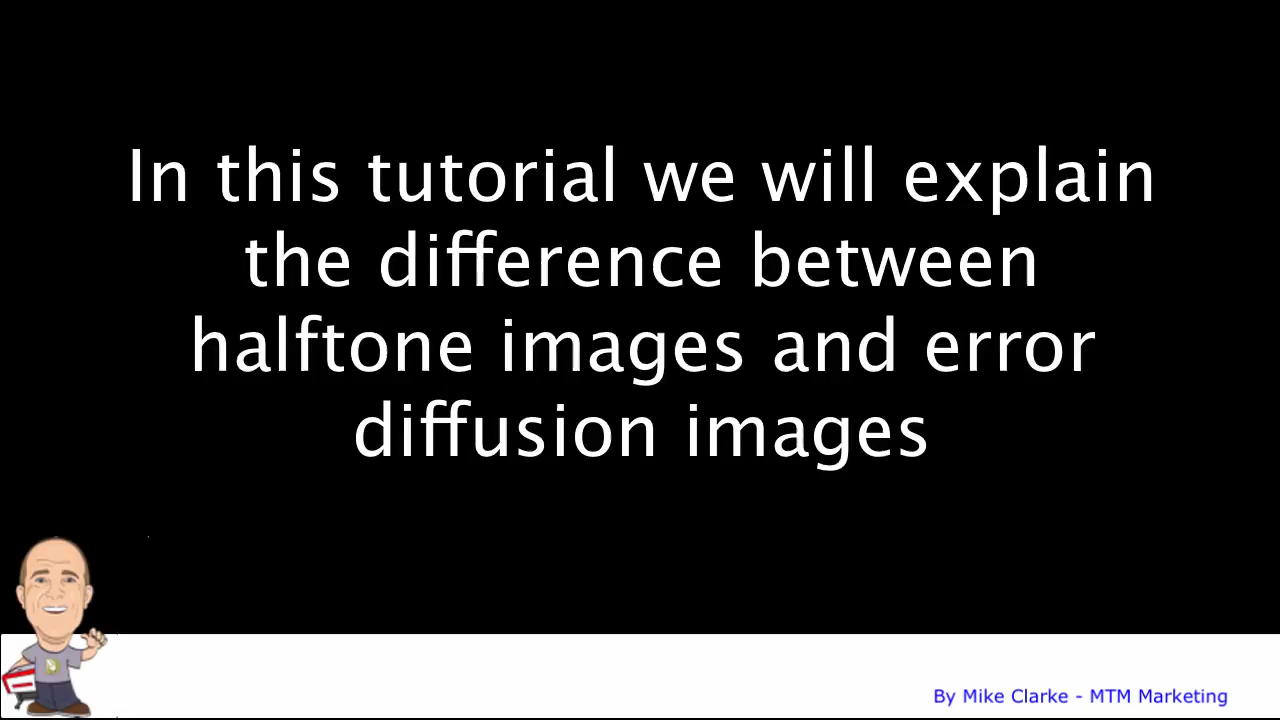 In this tutorial we will explain
the difference between
halftone images and error
diffusion images
By Mike Clarke - MTM Marketing